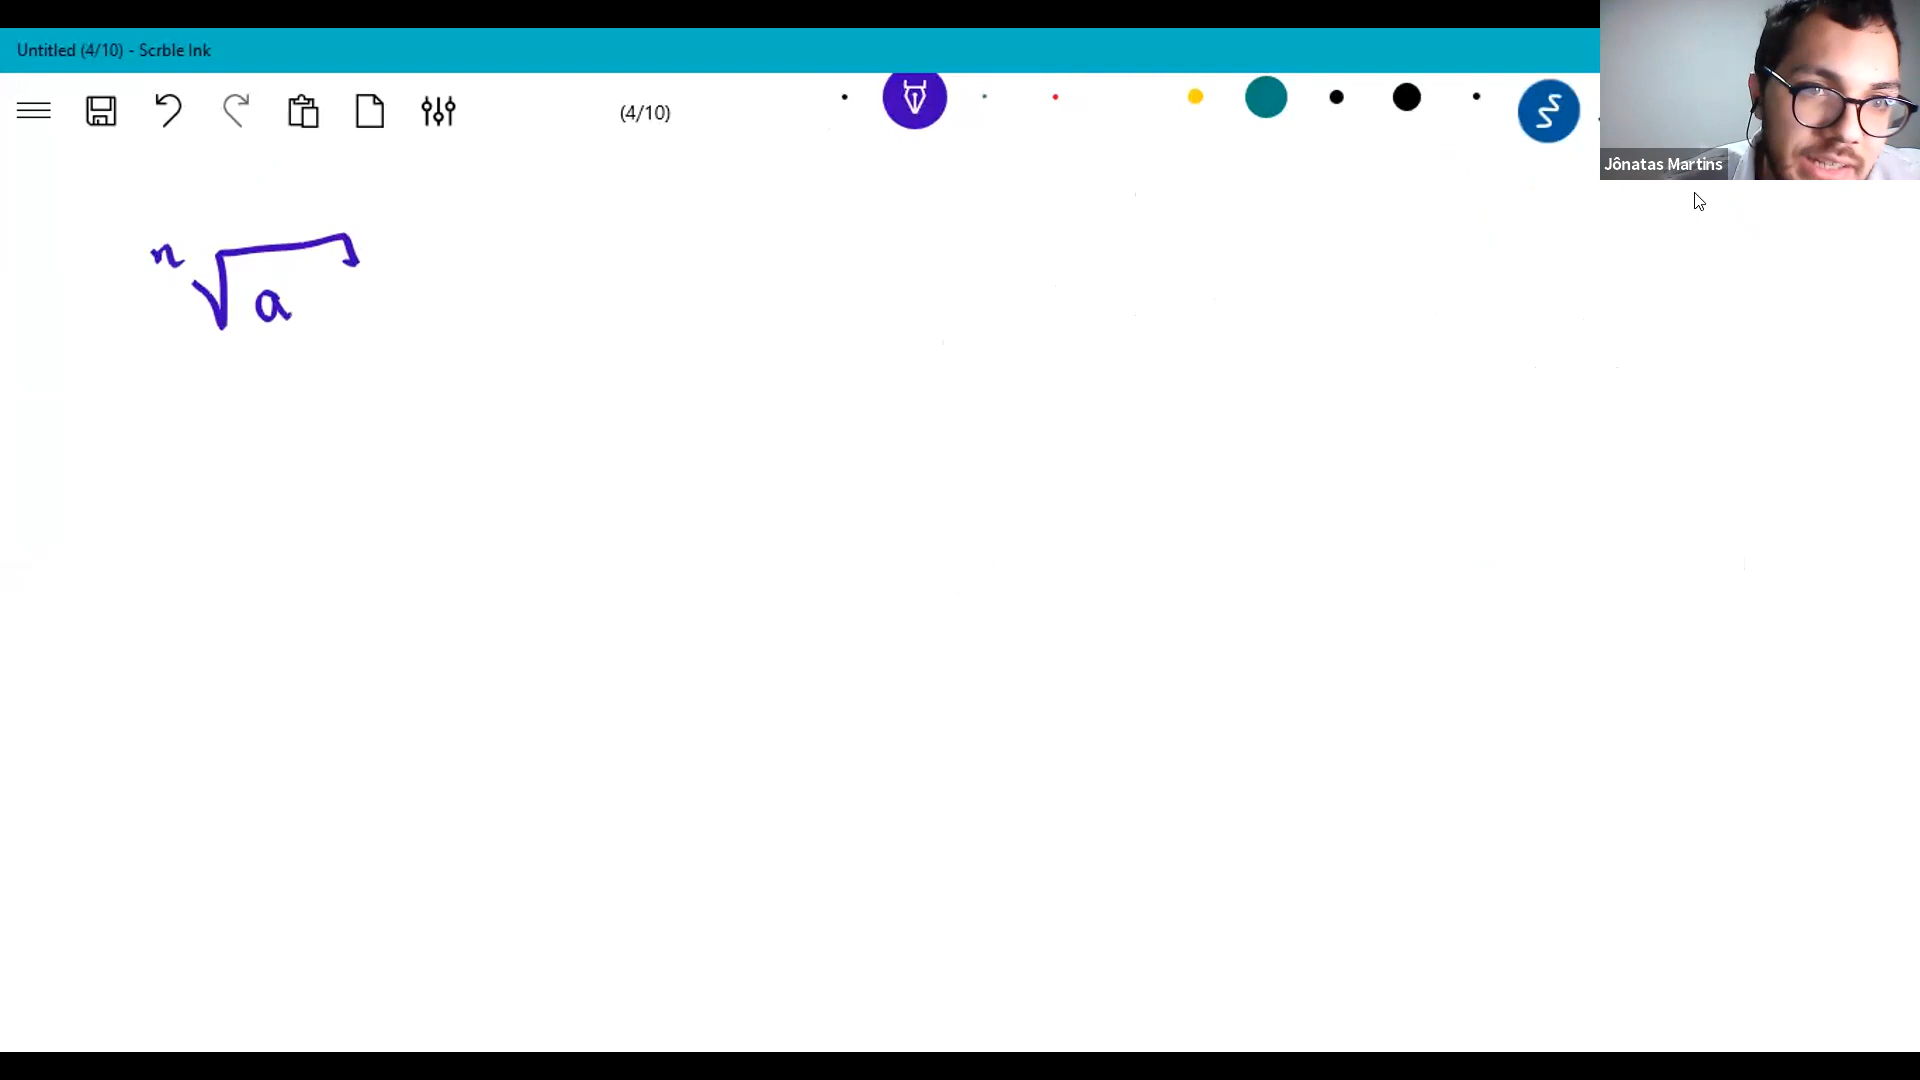 Untitled (4/10) - Scrble Ink
(4/10)
Jônatas Martins
n√a